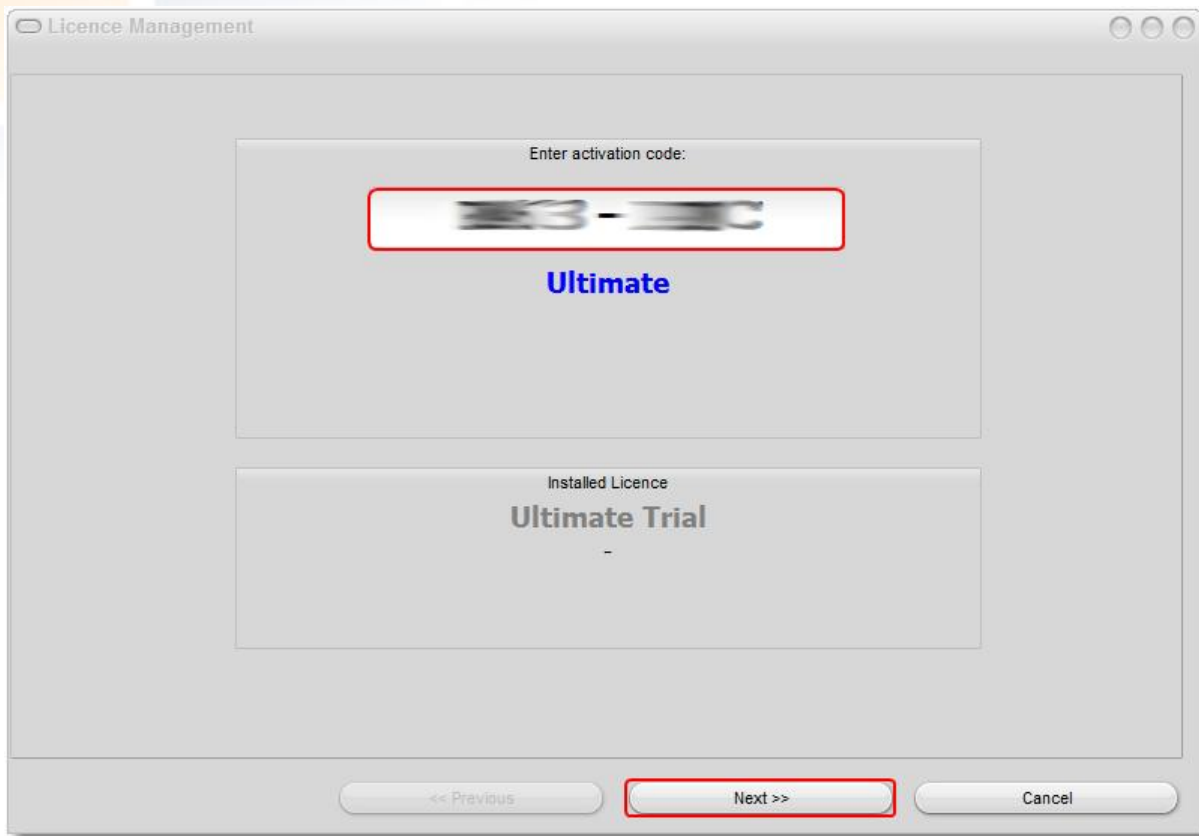 Licence Management
Enter activation code:
Ultimate
Installed Licence
Ultimate Trial
-
<< Previous
Next >>
Cancel